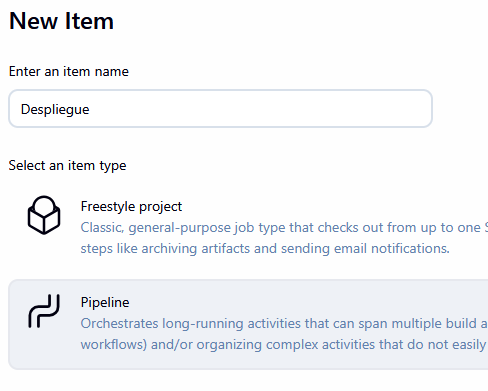 New Item
Enter an item name
Despliegue
Select an item type
Freestyle project
Classic, general-purpose job type that checks out from up to one
steps like archiving artifacts and sending email notifications.
Pipeline
Orchestrates long-running activities that can span multiple build
workflows) and/or organizing complex activities that do not easily